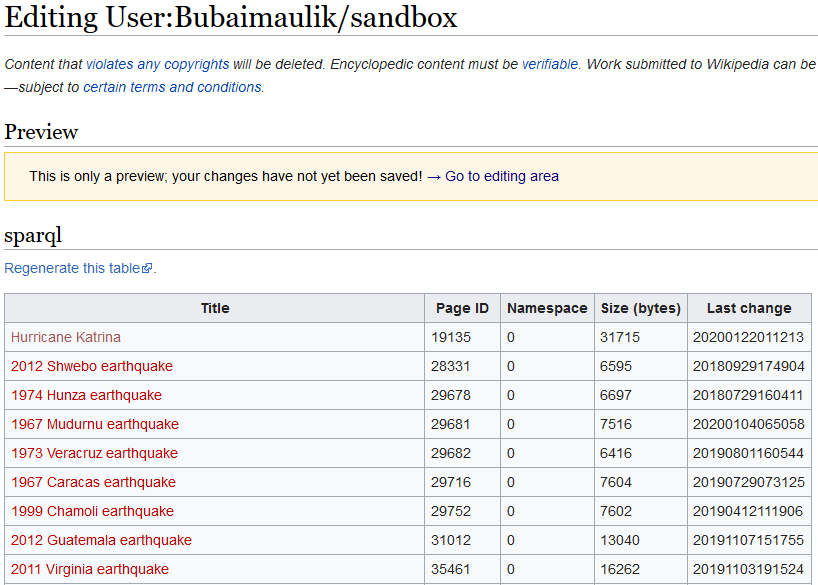 Editing User:Bubaimaulik/sandbox
Content that violates any copyrights will be deleted. Encyclopedic content must be verifiable. Work submitted to Wikipedia can be
—subject to certain terms and conditions.
Preview
This is only a preview; your changes have not yet been saved! → Go to editing area
sparql
Regenerate this table.
Title Page ID Namespace Size (bytes) Last change
Hurricane Katrina 19135 0 31715 20200122011213
2012 Shwebo earthquake 28331 0 6595 20180929174904
1974 Hunza earthquake 29678 0 6697 20180729160411
1967 Mudurnu earthquake 29681 0 7516 20200104065058
1973 Veracruz earthquake 29682 0 6416 20190801160544
1967 Caracas earthquake 29716 0 7604 20190729073125
1999 Chamoli earthquake 29752 0 7602 20190412111906
2012 Guatemala earthquake 31012 0 13040 20191107151755
2011 Virginia earthquake 35461 0 16262 20191103191524